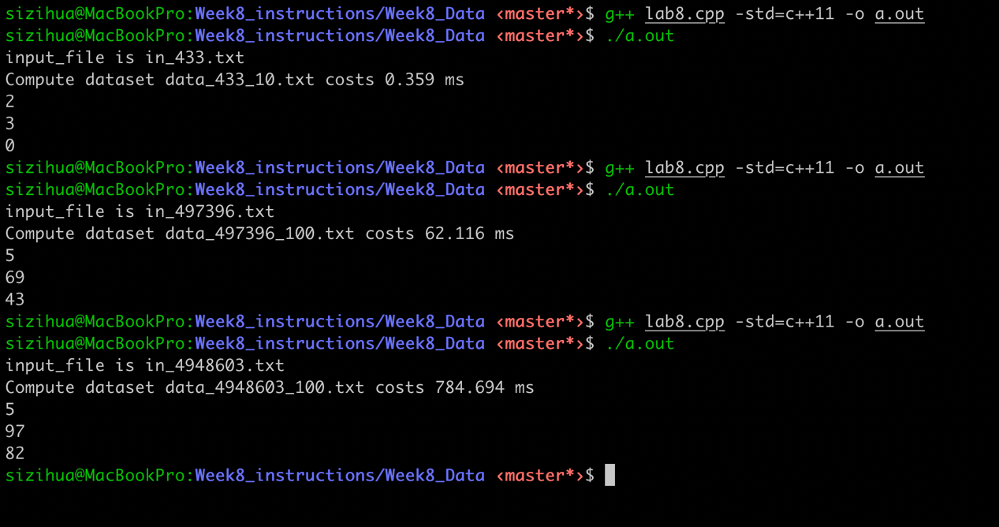 sizihua@MacBookPro:Week8_instructions/Week8_Data ‹master*›$ g++ lab8.cpp -std=c++11 -o a.out
sizihua@MacBookPro:Week8_instructions/Week8_Data ‹master*›$ ./a.out
input_file is in_433.txt
Compute dataset data_433_10.txt costs 0.359 ms
2
3
0
sizihua@MacBookPro:Week8_instructions/Week8_Data ‹master*›$ g++ lab8.cpp -std=c++11 -o a.out
sizihua@MacBookPro:Week8_instructions/Week8_Data ‹master*›$ ./a.out
input_file is in_497396.txt
Compute dataset data_497396_100.txt costs 62.116 ms
5
69
43
sizihua@MacBookPro:Week8_instructions/Week8_Data ‹master*›$ g++ lab8.cpp -std=c++11 -o a.out
sizihua@MacBookPro:Week8_instructions/Week8_Data ‹master*›$ ./a.out
input_file is in_4948603.txt
Compute dataset data_4948603_100.txt costs 784.694 ms
5
97
82
sizihua@MacBookPro:Week8_instructions/Week8_Data ‹master*›$